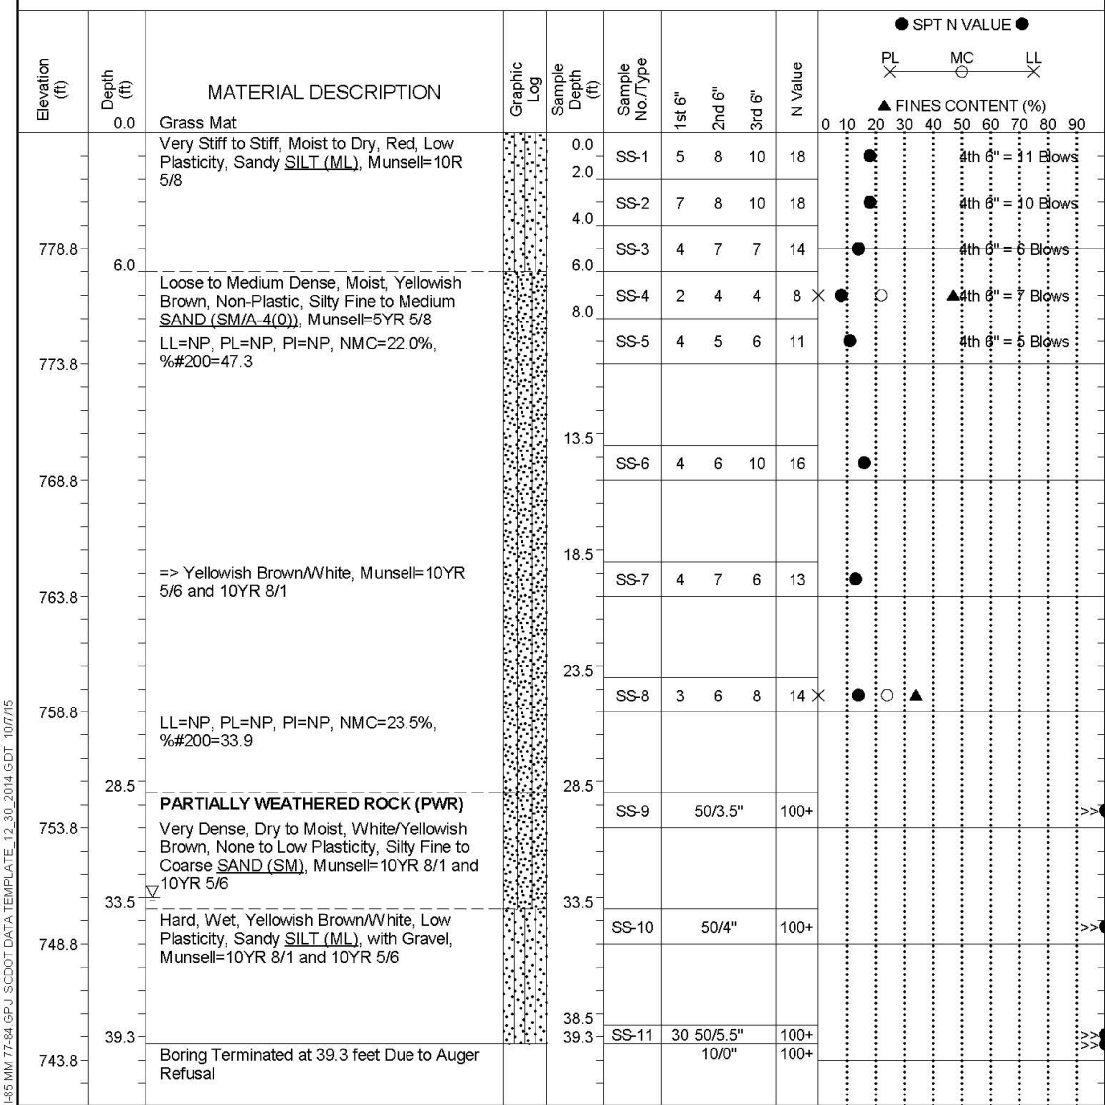 SPT N VALUE
PL MC LL
FINES CONTENT (%)
0 10 20 30 40 50 60 70 80 90
Elevation (ft)
Depth (ft)
MATERIAL DESCRIPTION
Graphic Log
Sample Depth (ft)
Sample No./Type
1st 6"
2nd 6"
3rd 6"
N Value
0.0 Grass Mat
Very Stiff to Stiff, Moist to Dry, Red, Low
Plasticity, Sandy SILT (ML), Munsell=10R
5/8
0.0
SS-1 5 8 10 18 4th 6" = 11 Blows
2.0
SS-2 7 8 10 18 4th 6" = 10 Blows
4.0
778.8
SS-3 4 7 7 14 4th 6" = 6 Blows
6.0 6.0
Loose to Medium Dense, Moist, Yellowish
Brown, Non-Plastic, Silty Fine to Medium
SAND (SM/A-4(0)), Munsell=5YR 5/8
SS-4 2 4 4 8 4th 6" = 7 Blows
8.0
LL=NP, PL=NP, PI=NP, NMC=22.0%,
%#200=47.3
SS-5 4 5 6 11 4th 6" = 5 Blows
773.8
13.5
SS-6 4 6 10 16
768.8
18.5
=> Yellowish Brown/White, Munsell=10YR
5/6 and 10YR 8/1
SS-7 4 7 6 13
763.8
23.5
SS-8 3 6 8 14
758.8
LL=NP, PL=NP, PI=NP, NMC=23.5%,
%#200=33.9
28.5 28.5
PARTIALLY WEATHERED ROCK (PWR)
SS-9 50/3.5" 100+ >>
753.8
Very Dense, Dry to Moist, White/Yellowish
Brown, None to Low Plasticity, Silty Fine to
Coarse SAND (SM), Munsell=10YR 8/1 and
10YR 5/6
33.5 33.5
Hard, Wet, Yellowish Brown/White, Low
Plasticity, Sandy SILT (ML), with Gravel,
Munsell=10YR 8/1 and 10YR 5/6
SS-10 50/4" 100+ >>
748.8
38.5
39.3 39.3
SS-11 30 50/5.5" 100+ >>
10/0" 100+ >>
743.8
Boring Terminated at 39.3 feet Due to Auger
Refusal
I-85 MM 77-84.GPJ SCDOT DATA TEMPLATE_12_30_2014.GDT 10/7/15